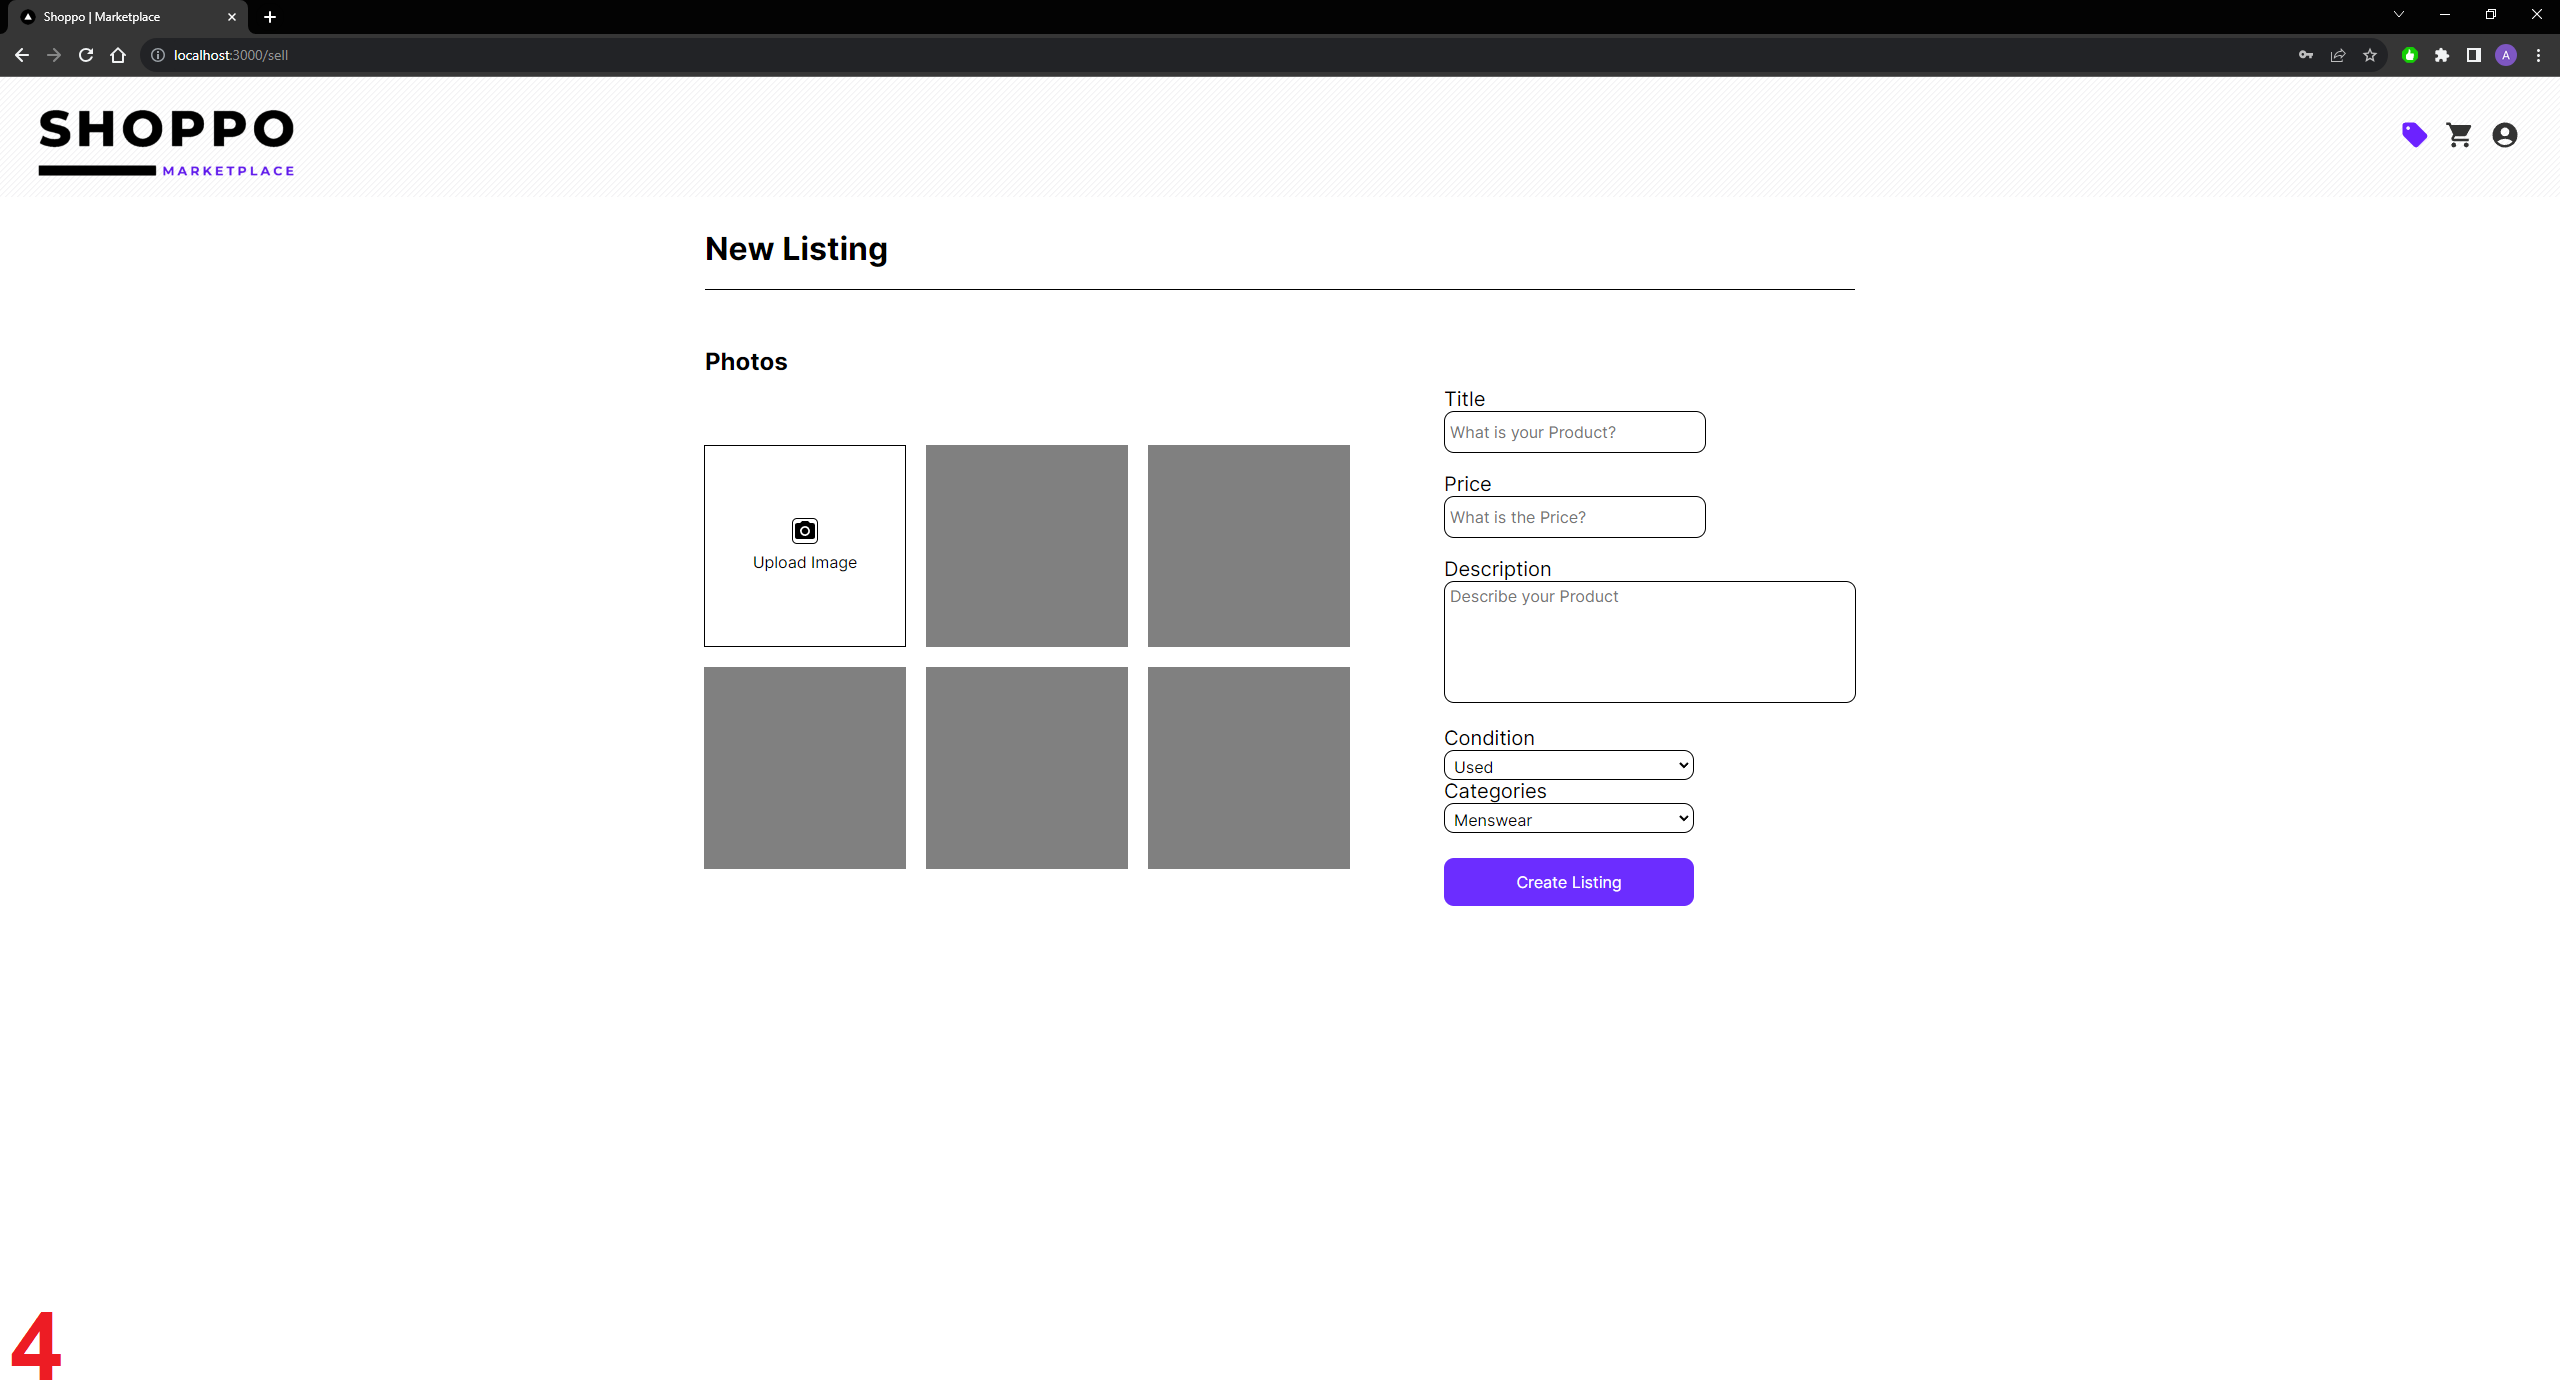 Shoppo | Marketplace
localhost:3000/sell
A
SHOPPO
MARKETPLACE
New Listing
Photos
Upload Image
Title
What is your Product?
Price
What is the Price?
Description
Describe your Product
Condition
Used
Categories
Menswear
Create Listing
4